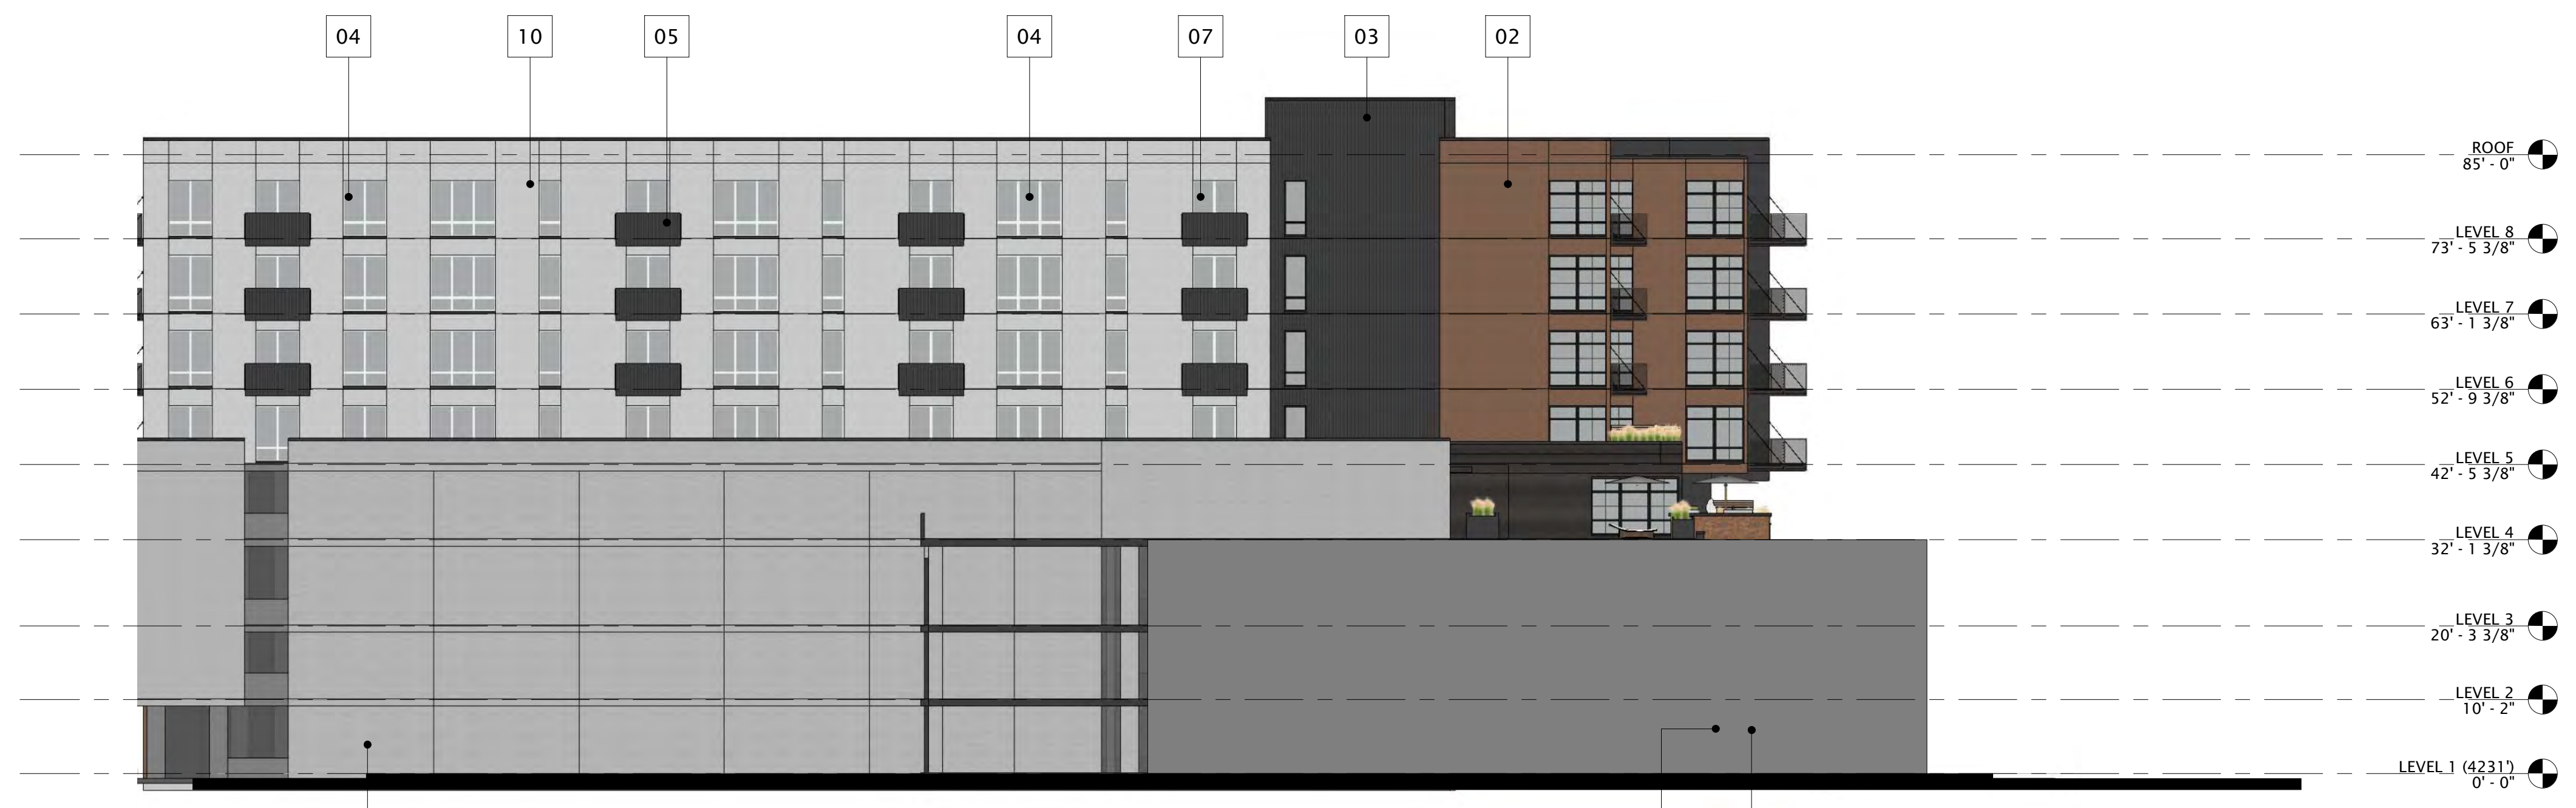 04 10 05 04 07 03 02
ROOF
85' - 0"
LEVEL 8
73' - 5 3/8"
LEVEL 7
63' - 1 3/8"
LEVEL 6
52' - 9 3/8"
LEVEL 5
42' - 5 3/8"
LEVEL 4
32' - 1 3/8"
LEVEL 3
20' - 3 3/8"
LEVEL 2
10' - 2"
LEVEL 1 (4231')
0' - 0"